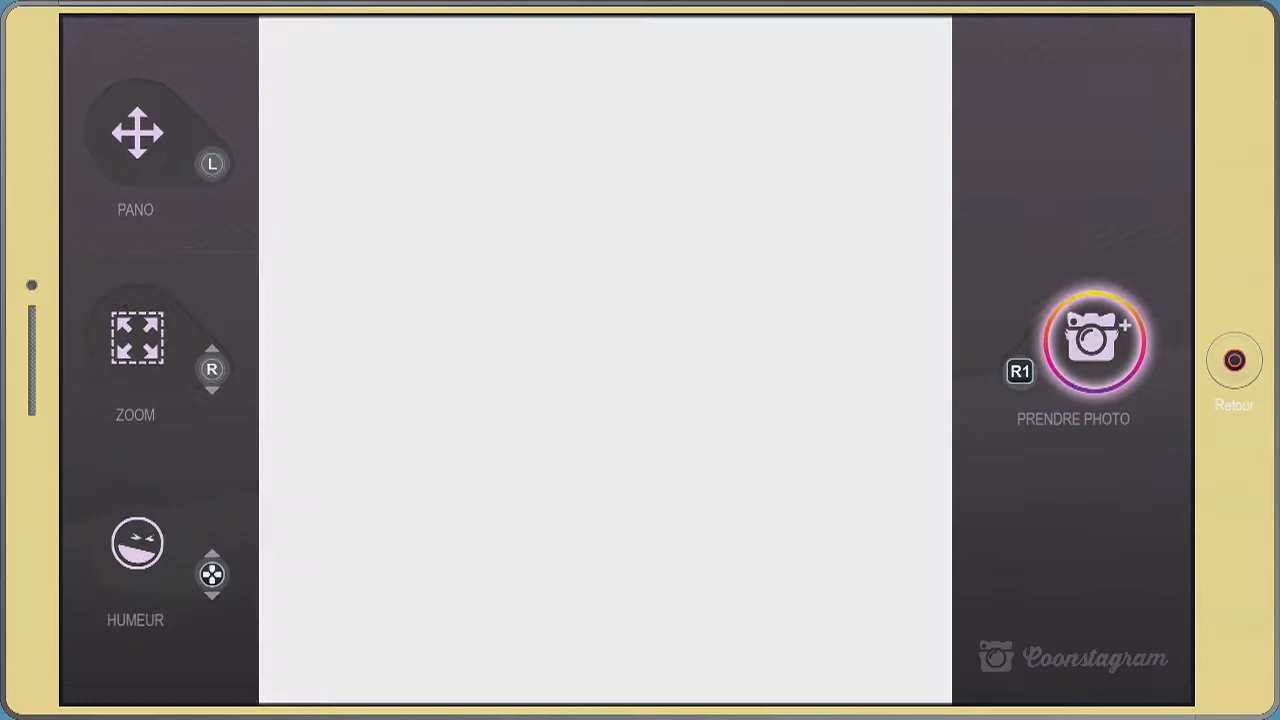 L
PANO
R
ZOOM
HUMEUR
R1
PRENDRE PHOTO
Retour
Coonstagram